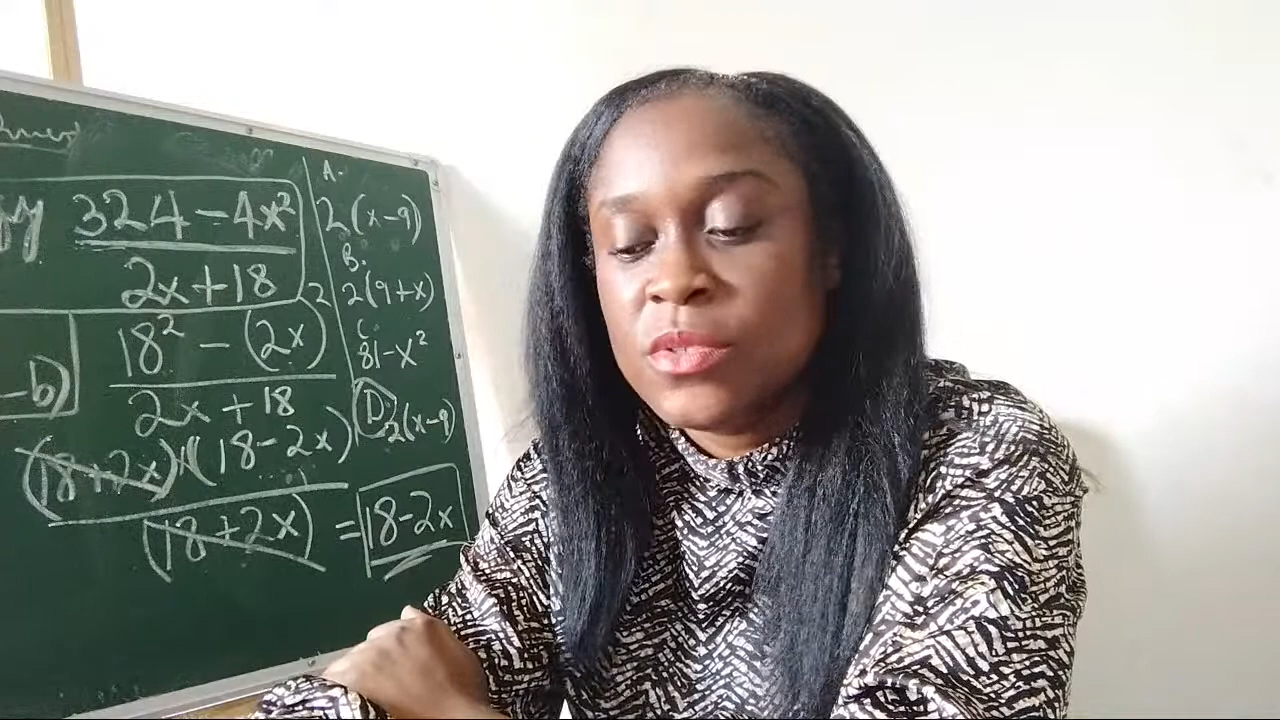 324-4x²
2x+18
18² - (2x)²
2x+18
-b)
(18+2x)(18-2x)
(18+2x)
=18-2x
A.
2(x-9)
B.
2(9+x)
C.
81-x²
D.
-2(x-9)